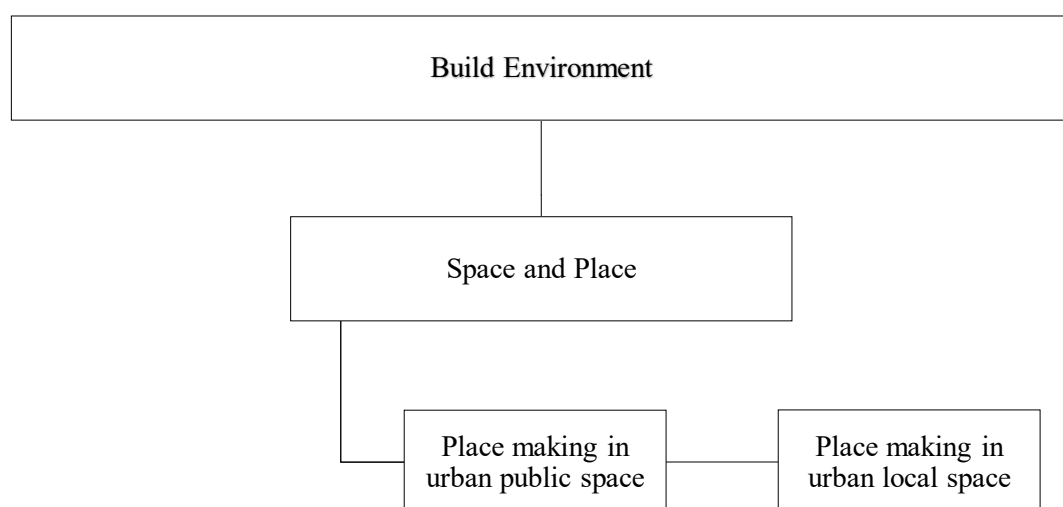 Build Environment
Space and Place
Place making in
urban public space
Place making in
urban local space